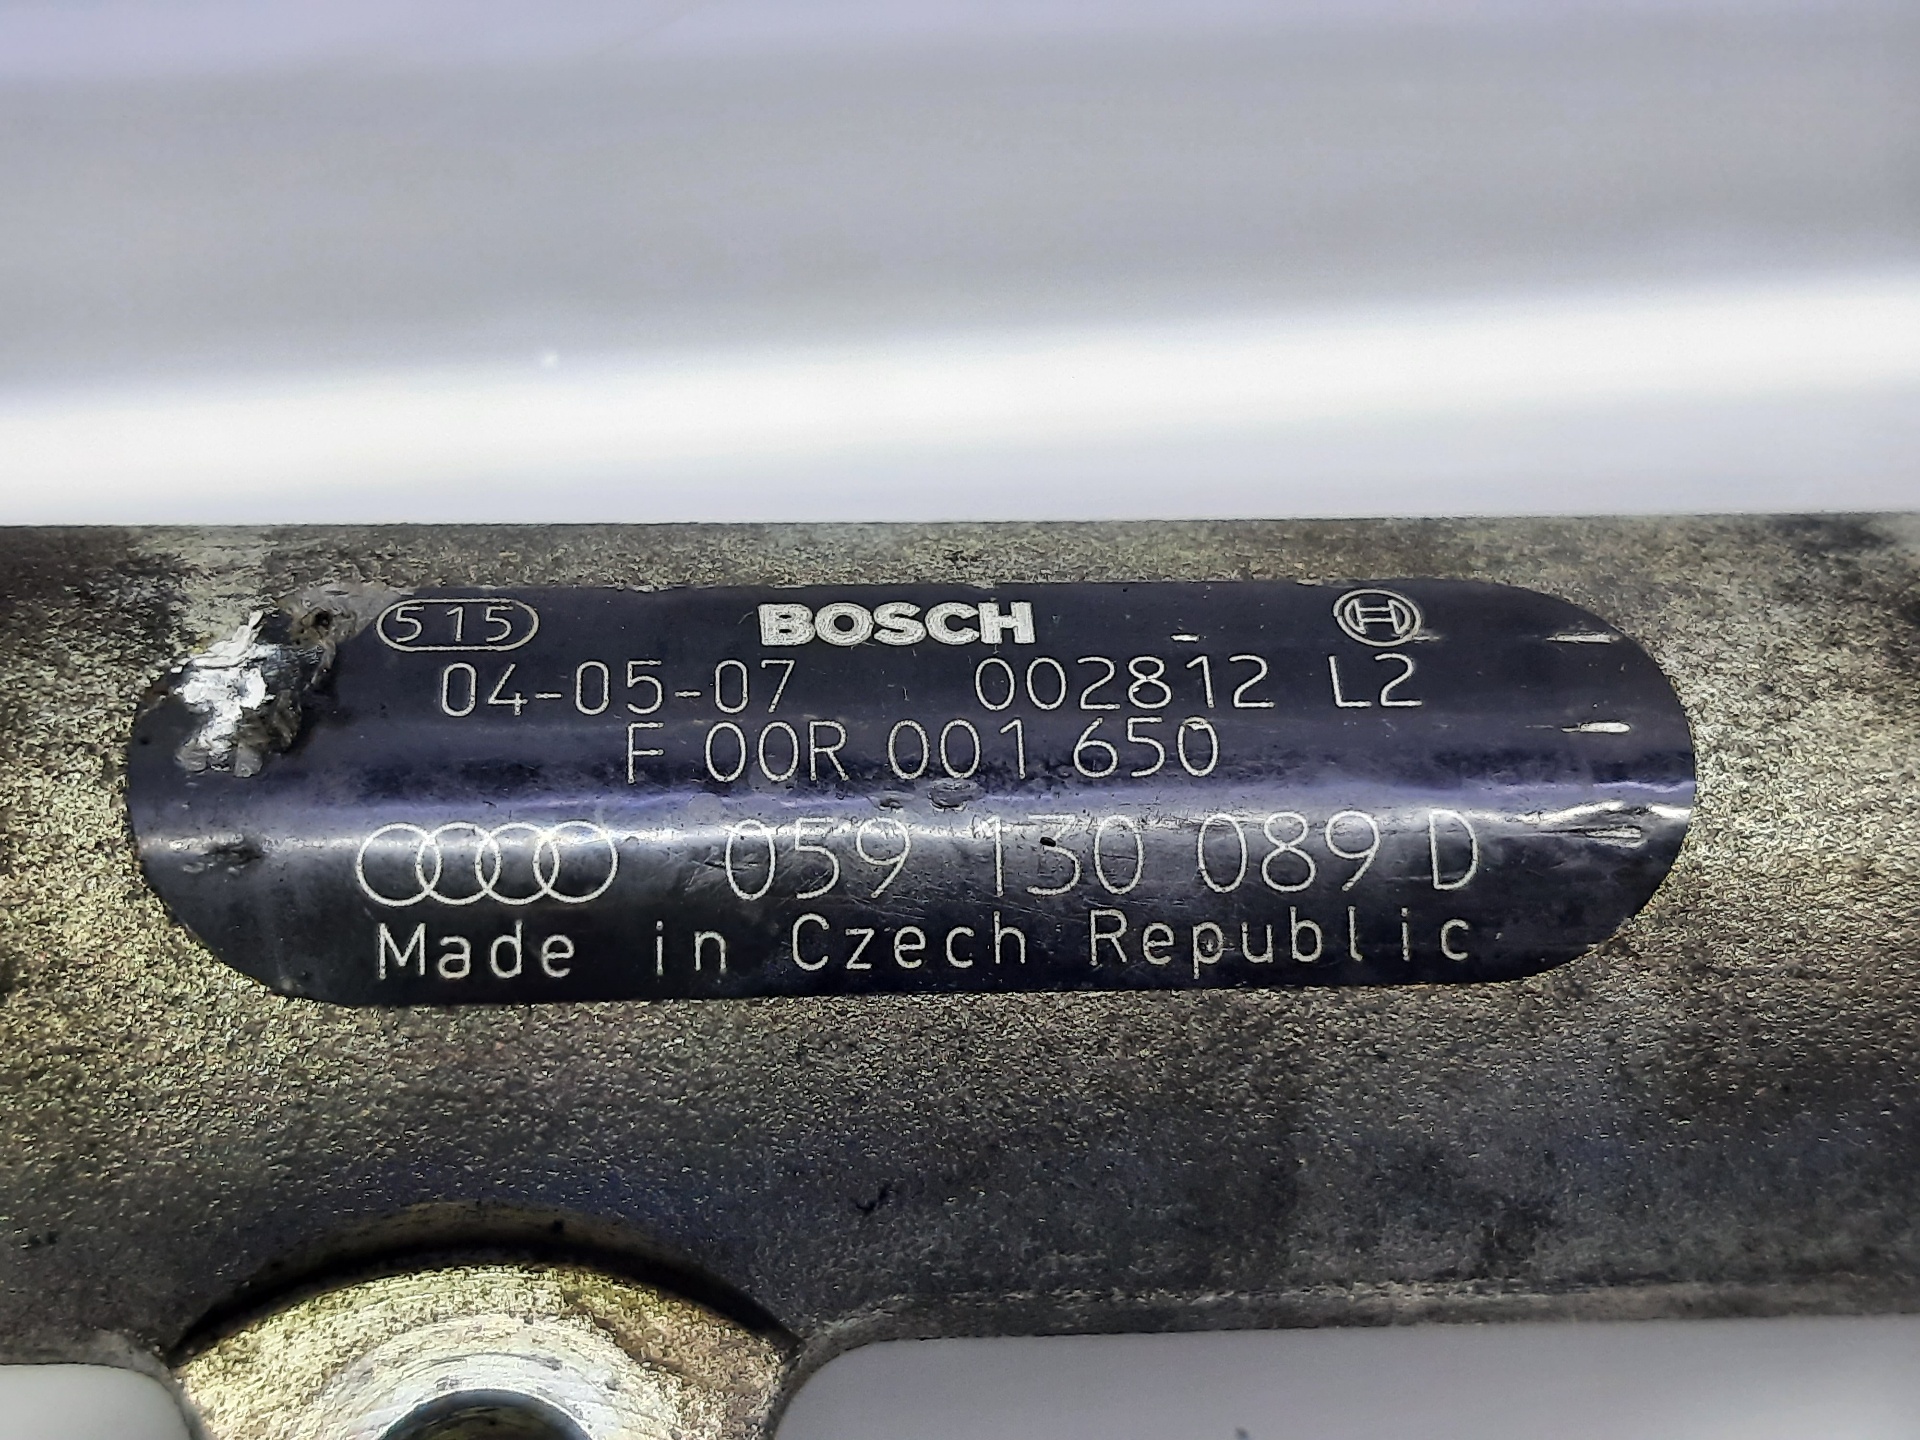 515 BOSCH
04-05-07 002812 L2
F 00R 001 650
059 130 089 D
Made in Czech Republic